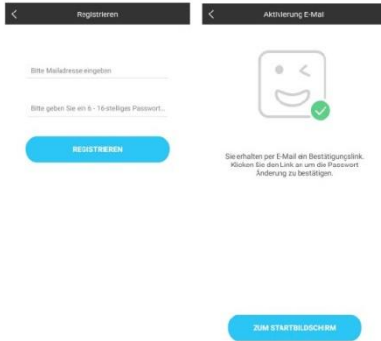 Registrieren
Bitte Mailadresse eingeben
Bitte geben Sie ein 6 - 16-stelliges Passwort...
REGISTRIEREN
Aktivierung E-Mail
Sie erhalten per E-Mail ein Bestätigungslink.
Klicken Sie den Link an um die Passwort
Änderung zu bestätigen.
ZUM STARTBILDSCHIRM